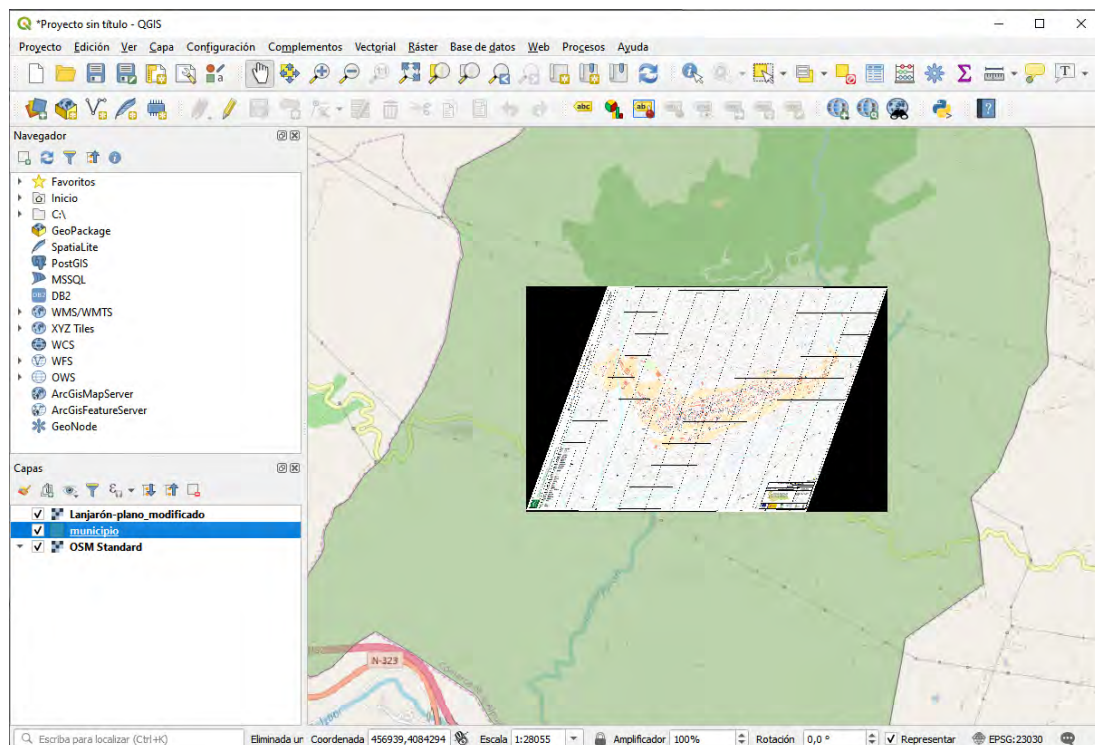 *Proyecto sin título - QGIS
Proyecto Edición Ver Capa Configuración Complementos Vectorial Ráster Base de datos Web Procesos Ayuda
Navegador
Favoritos
Inicio
C:\
GeoPackage
SpatiaLite
PostGIS
MSSQL
DB2
WMS/WMTS
XYZ Tiles
WCS
WFS
OWS
ArcGisMapServer
ArcGisFeatureServer
GeoNode
Capas
Lanjarón-plano_modificado
municipio
OSM Standard
N-323
Escriba para localizar (Ctrl+K) Eliminada ur Coordenada 456939,4084294 Escala 1:28055 Amplificador 100% Rotación 0,0 ° Representar EPSG:23030